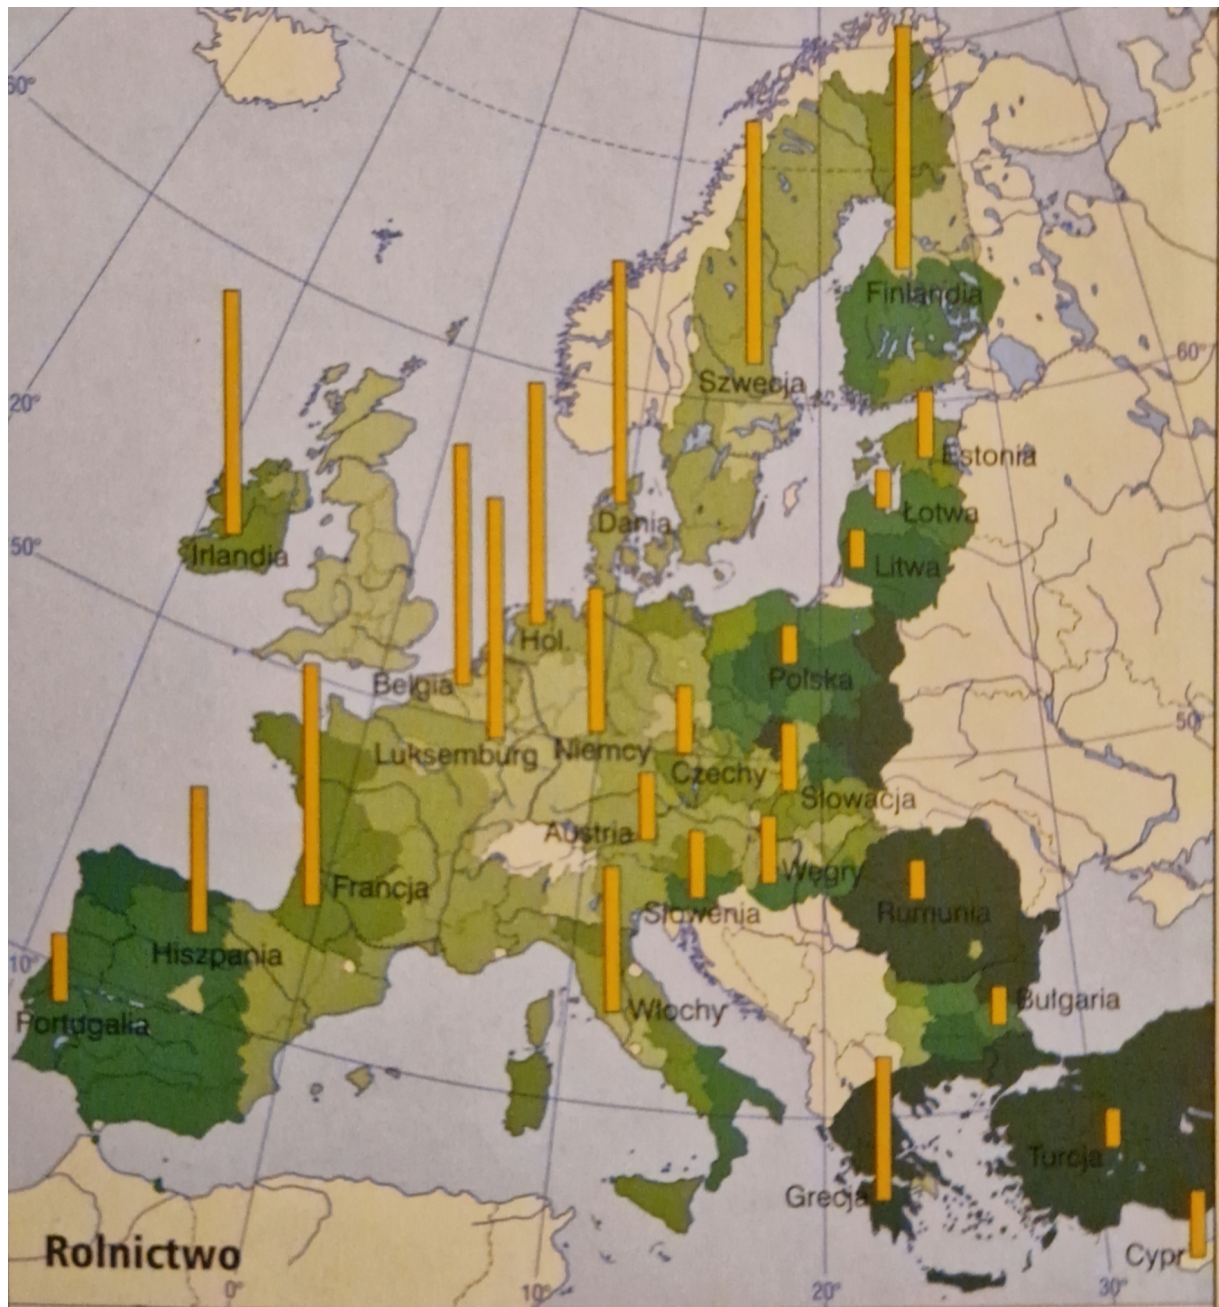 60°
Finlandia
60°
Szwecja
20°
Estonia
Łotwa
Dania
50°
Irlandia
Litwa
Hol.
Belgia
Polska
50°
Luksemburg
Niemcy
Czechy
Słowacja
Austria
Węgry
Francja
Słowenia
Rumunia
Hiszpania
10°
Bułgaria
Włochy
Portugalia
Turcja
Grecja
Rolnictwo
Cypr
0°
10°
20°
30°